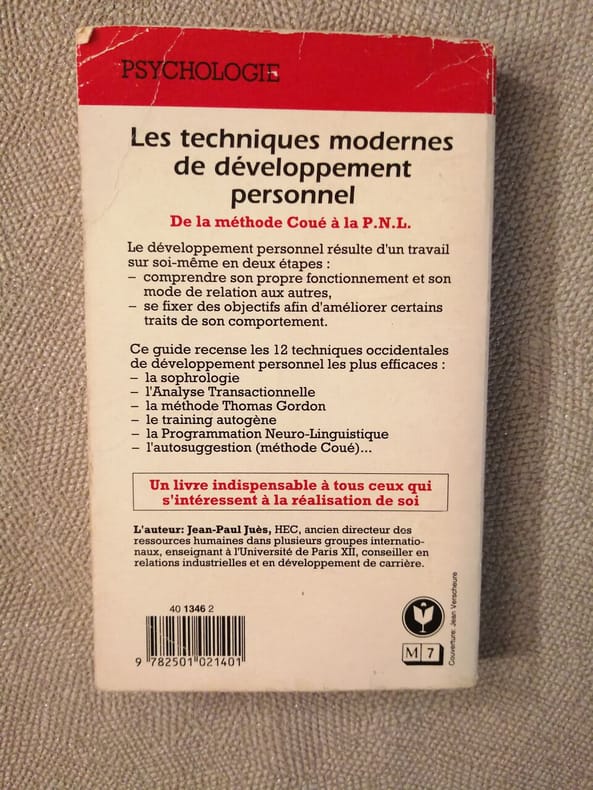 PSYCHOLOGIE
Les techniques modernes
de développement
personnel
De la méthode Coué à la P.N.L.
Le développement personnel résulte d'un travail
sur soi-même en deux étapes :
– comprendre son propre fonctionnement et son
mode de relation aux autres,
– se fixer des objectifs afin d'améliorer certains
traits de son comportement.
Ce guide recense les 12 techniques occidentales
de développement personnel les plus efficaces :
– la sophrologie
– l'Analyse Transactionnelle
– la méthode Thomas Gordon
– le training autogène
– la Programmation Neuro-Linguistique
– l'autosuggestion (méthode Coué)...
Un livre indispensable à tous ceux qui
s'intéressent à la réalisation de soi
L'auteur: Jean-Paul Juès, HEC, ancien directeur des
ressources humaines dans plusieurs groupes internatio-
naux, enseignant à l'Université de Paris XII, conseiller en
relations industrielles et en développement de carrière.
40 1346 2
9 782501 021401
M 7
Couverture: Jean Verscheure